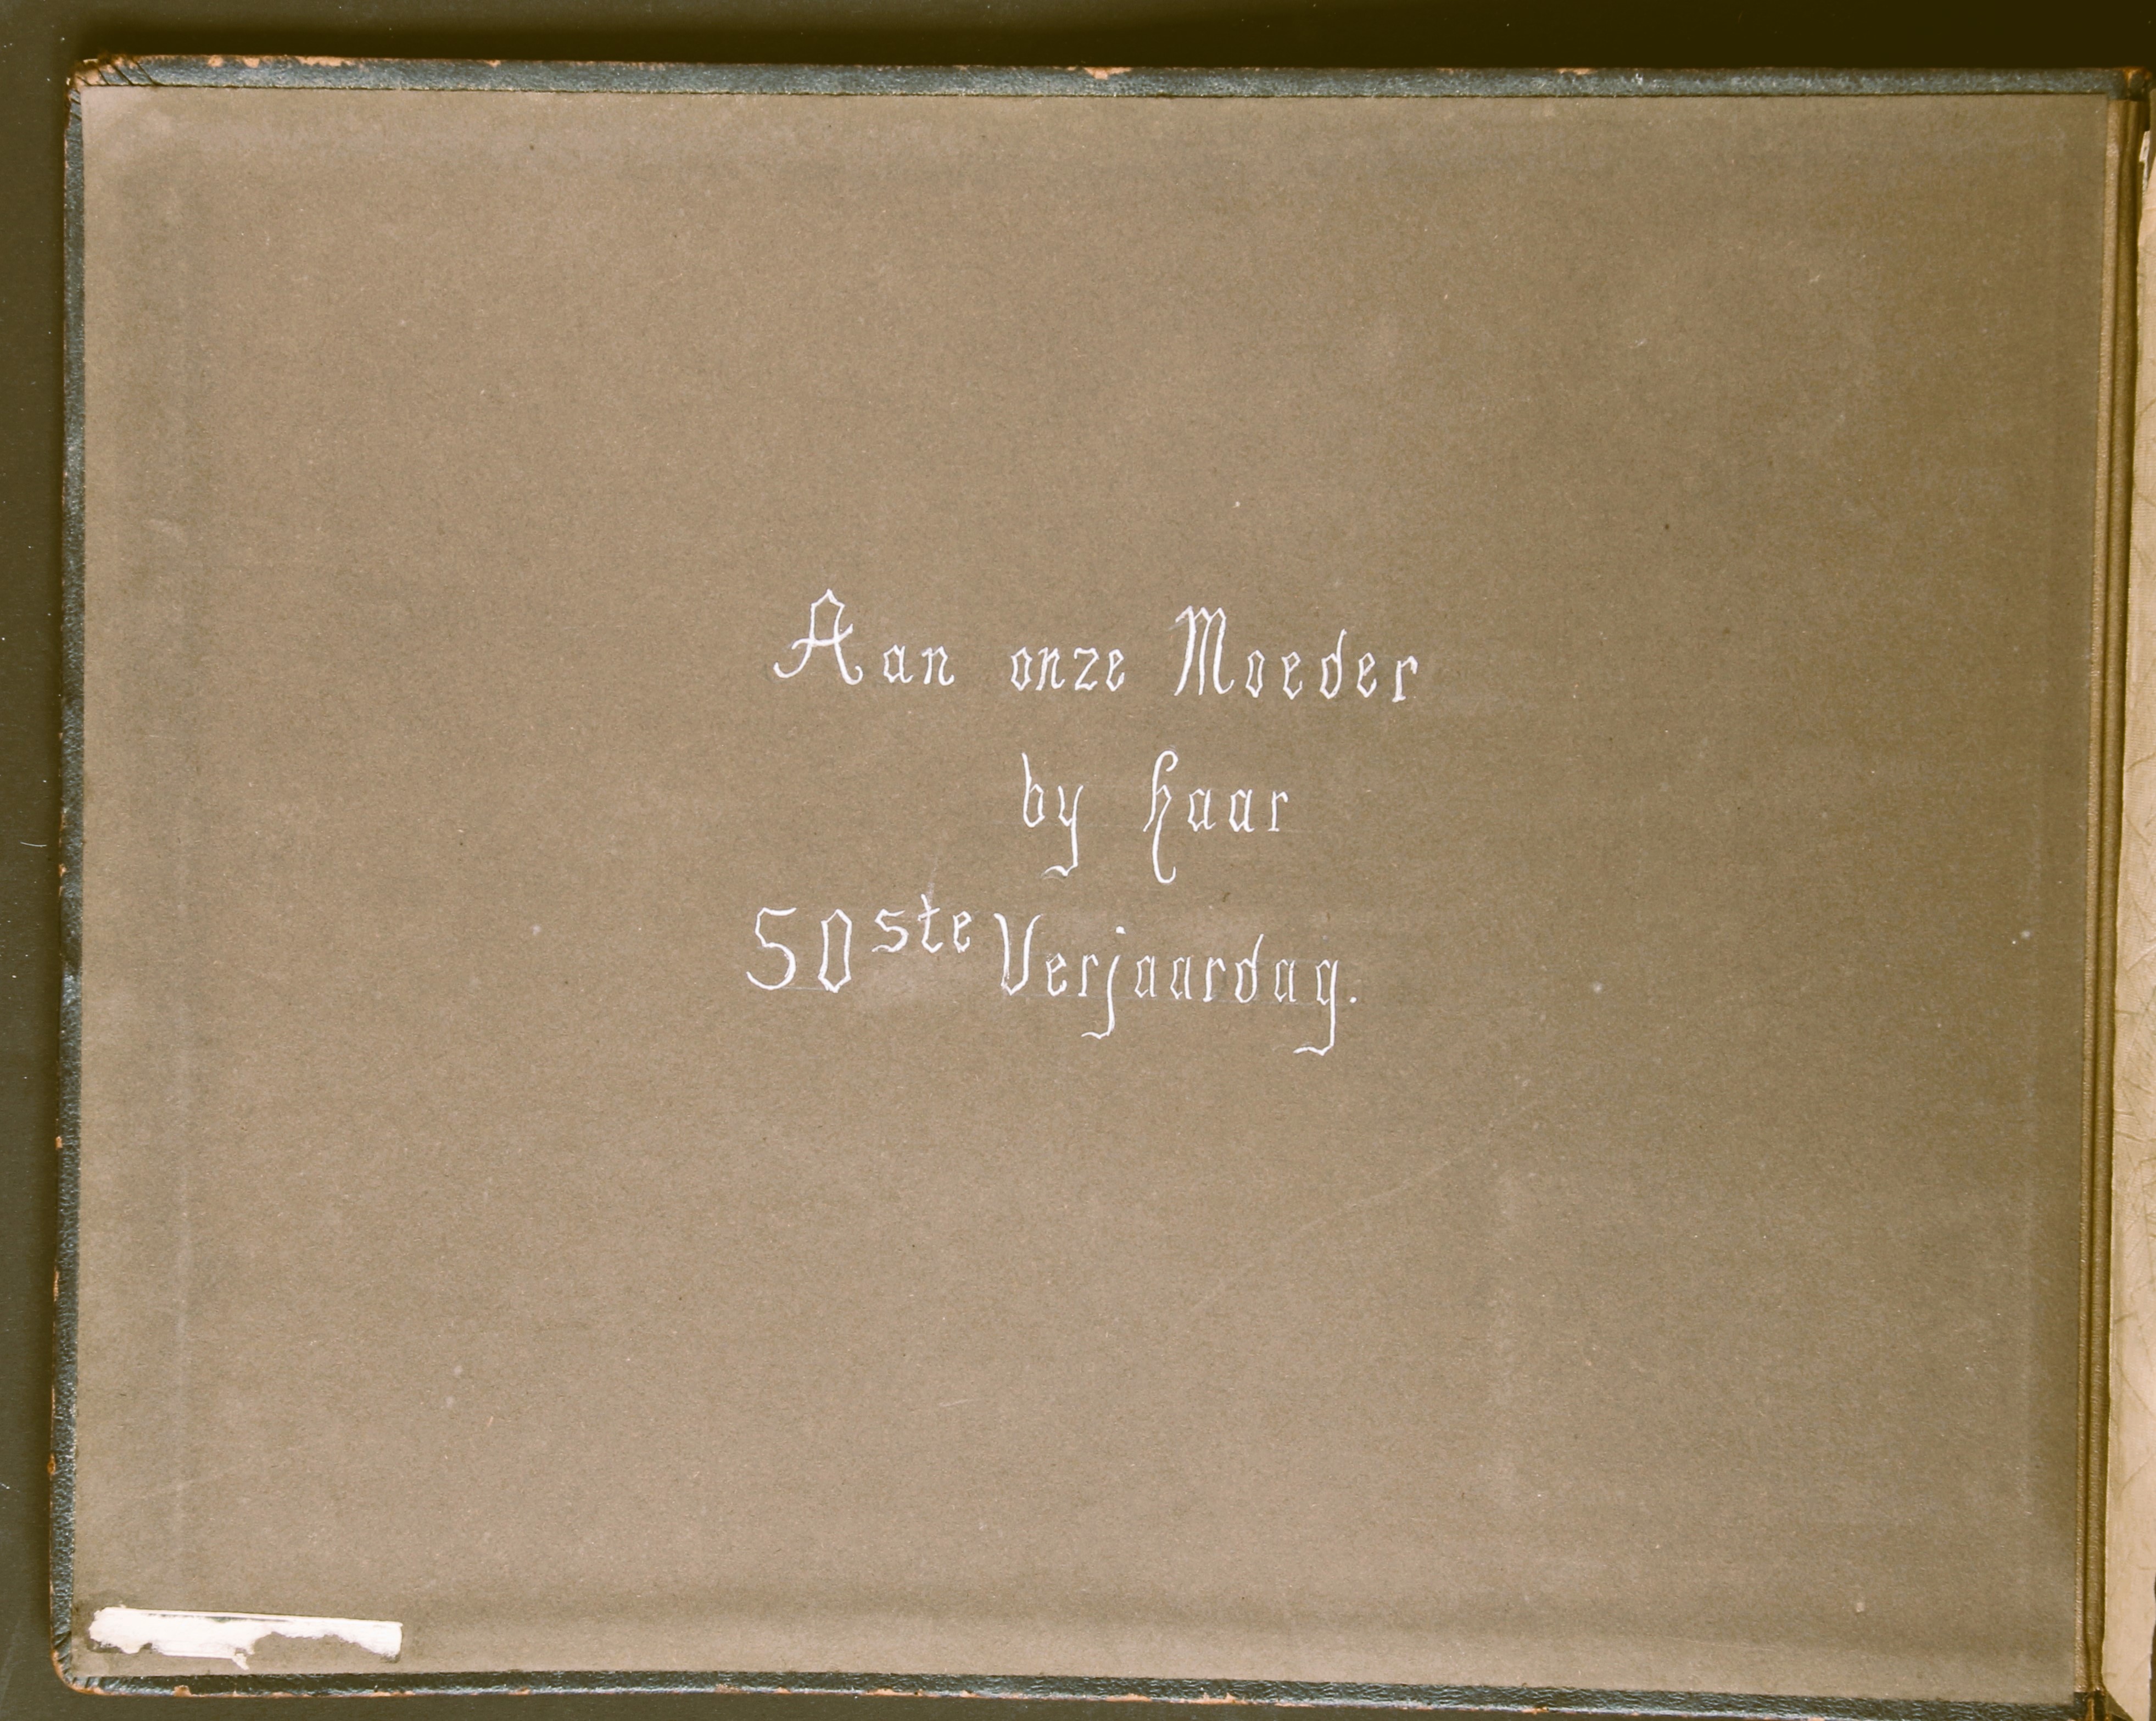 Aan onze Moeder
by haar
50ste Verjaardag.